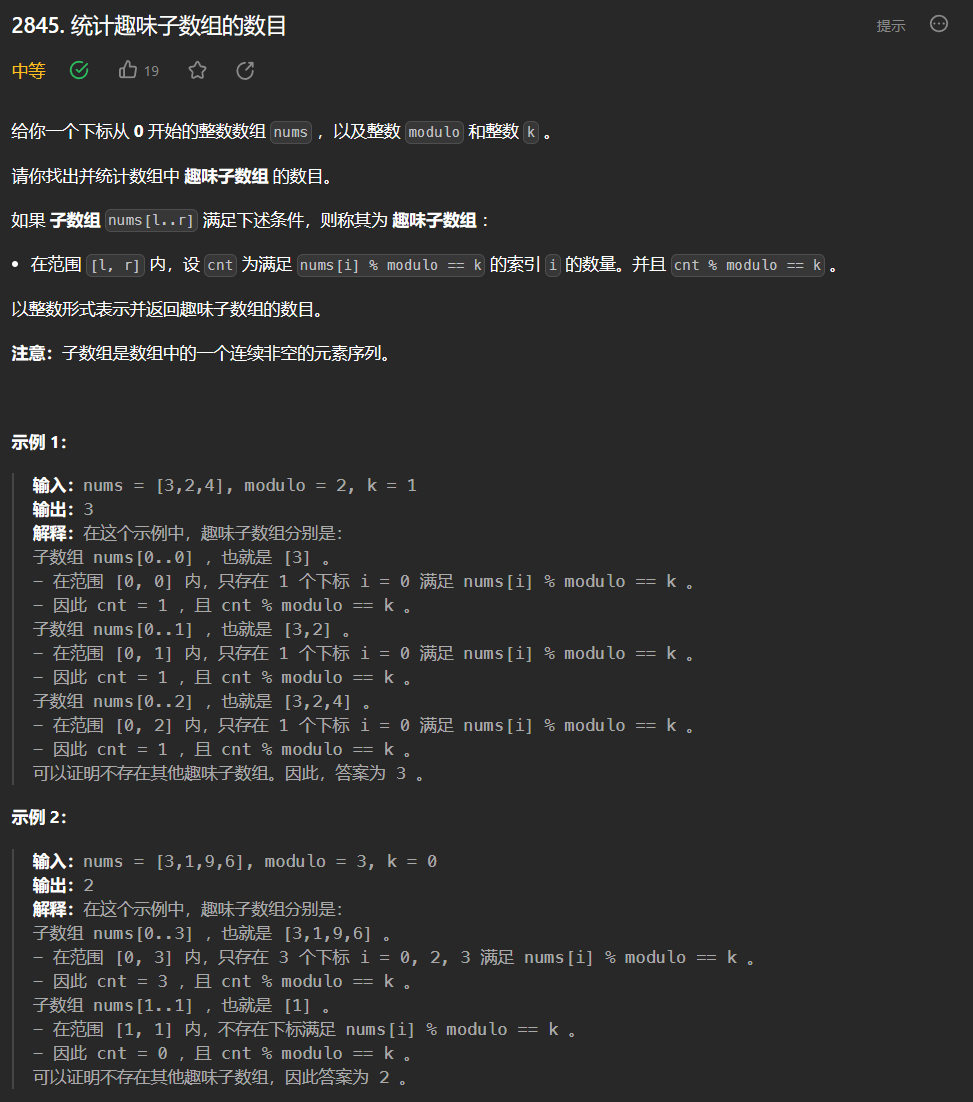 2845. 统计趣味子数组的数目
提示
中等 19
给你一个下标从 0 开始的整数数组 nums ，以及整数 modulo 和整数 k 。
请你找出并统计数组中 趣味子数组 的数目。
如果 子数组 nums[l..r] 满足下述条件，则称其为 趣味子数组 ：
• 在范围 [l, r] 内，设 cnt 为满足 nums[i] % modulo == k 的索引 i 的数量。并且 cnt % modulo == k 。
以整数形式表示并返回趣味子数组的数目。
注意：子数组是数组中的一个连续非空的元素序列。
示例 1：
输入：nums = [3,2,4], modulo = 2, k = 1
输出：3
解释：在这个示例中，趣味子数组分别是：
子数组 nums[0..0] ，也就是 [3] 。
- 在范围 [0, 0] 内，只存在 1 个下标 i = 0 满足 nums[i] % modulo == k 。
- 因此 cnt = 1 ，且 cnt % modulo == k 。
子数组 nums[0..1] ，也就是 [3,2] 。
- 在范围 [0, 1] 内，只存在 1 个下标 i = 0 满足 nums[i] % modulo == k 。
- 因此 cnt = 1 ，且 cnt % modulo == k 。
子数组 nums[0..2] ，也就是 [3,2,4] 。
- 在范围 [0, 2] 内，只存在 1 个下标 i = 0 满足 nums[i] % modulo == k 。
- 因此 cnt = 1 ，且 cnt % modulo == k 。
可以证明不存在其他趣味子数组。因此，答案为 3 。
示例 2：
输入：nums = [3,1,9,6], modulo = 3, k = 0
输出：2
解释：在这个示例中，趣味子数组分别是：
子数组 nums[0..3] ，也就是 [3,1,9,6] 。
- 在范围 [0, 3] 内，只存在 3 个下标 i = 0, 2, 3 满足 nums[i] % modulo == k 。
- 因此 cnt = 3 ，且 cnt % modulo == k 。
子数组 nums[1..1] ，也就是 [1] 。
- 在范围 [1, 1] 内，不存在下标满足 nums[i] % modulo == k 。
- 因此 cnt = 0 ，且 cnt % modulo == k 。
可以证明不存在其他趣味子数组，因此答案为 2 。